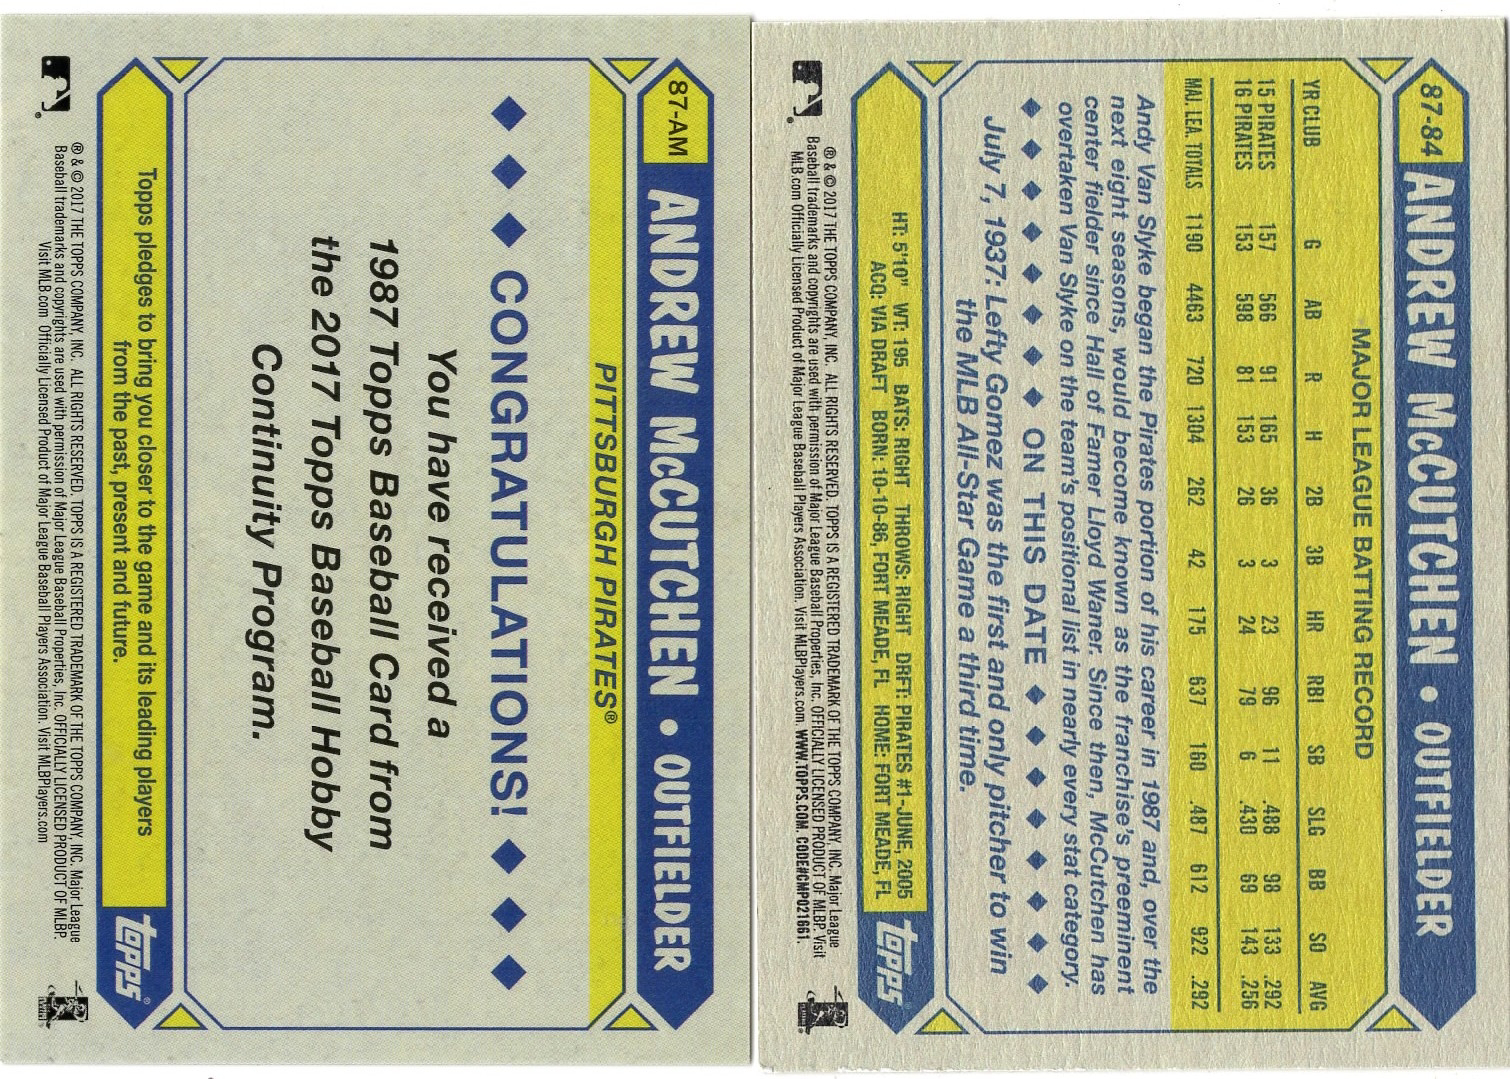 87-AM
ANDREW McCUTCHEN • OUTFIELDER
PITTSBURGH PIRATES®
◆ ◆ ◆ CONGRATULATIONS! ◆ ◆ ◆
You have received a
1987 Topps Baseball Card from
the 2017 Topps Baseball Hobby
Continuity Program.
Topps pledges to bring you closer to the game and its leading players
from the past, present and future.
topps®
® & © 2017 THE TOPPS COMPANY, INC. ALL RIGHTS RESERVED. TOPPS IS A REGISTERED TRADEMARK OF THE TOPPS COMPANY, INC. Major League
Baseball trademarks and copyrights are used with permission of Major League Baseball Properties, Inc. OFFICIALLY LICENSED PRODUCT OF MLBP.
Visit MLB.com Officially Licensed Product of Major League Baseball Players Association. Visit MLBPlayers.com
87-84
ANDREW McCUTCHEN • OUTFIELDER
MAJOR LEAGUE BATTING RECORD
YR CLUB G AB R H 2B 3B HR RBI SB SLG BB SO AVG
15 PIRATES 157 566 91 165 36 3 23 96 11 .488 98 133 .292
16 PIRATES 153 598 81 153 26 3 24 79 6 .430 69 143 .256
MAJ. LEA. TOTALS 1190 4463 720 1304 262 42 175 637 160 .487 612 922 .292
Andy Van Slyke began the Pirates portion of his career in 1987 and, over the
next eight seasons, would become known as the franchise's preeminent
center fielder since Hall of Famer Lloyd Waner. Since then, McCutchen has
overtaken Van Slyke on the team's positional list in nearly every stat category.
◆ ◆ ◆ ◆ ◆ ◆ ON THIS DATE ◆ ◆ ◆ ◆ ◆ ◆
July 7, 1937: Lefty Gomez was the first and only pitcher to win
the MLB All-Star Game a third time.
HT: 5'10" WT: 195 BATS: RIGHT THROWS: RIGHT DRFT: PIRATES #1-JUNE, 2005
ACQ: VIA DRAFT BORN: 10-10-86, FORT MEADE, FL HOME: FORT MEADE, FL
topps
® & © 2017 THE TOPPS COMPANY, INC. ALL RIGHTS RESERVED. TOPPS IS A REGISTERED TRADEMARK OF THE TOPPS COMPANY, INC. Major League
Baseball trademarks and copyrights are used with permission of Major League Baseball Properties, Inc. OFFICIALLY LICENSED PRODUCT OF MLBP. Visit
MLB.com Officially Licensed Product of Major League Baseball Players Association. Visit MLBPlayers.com. WWW.TOPPS.COM. CODE#CMP021661.